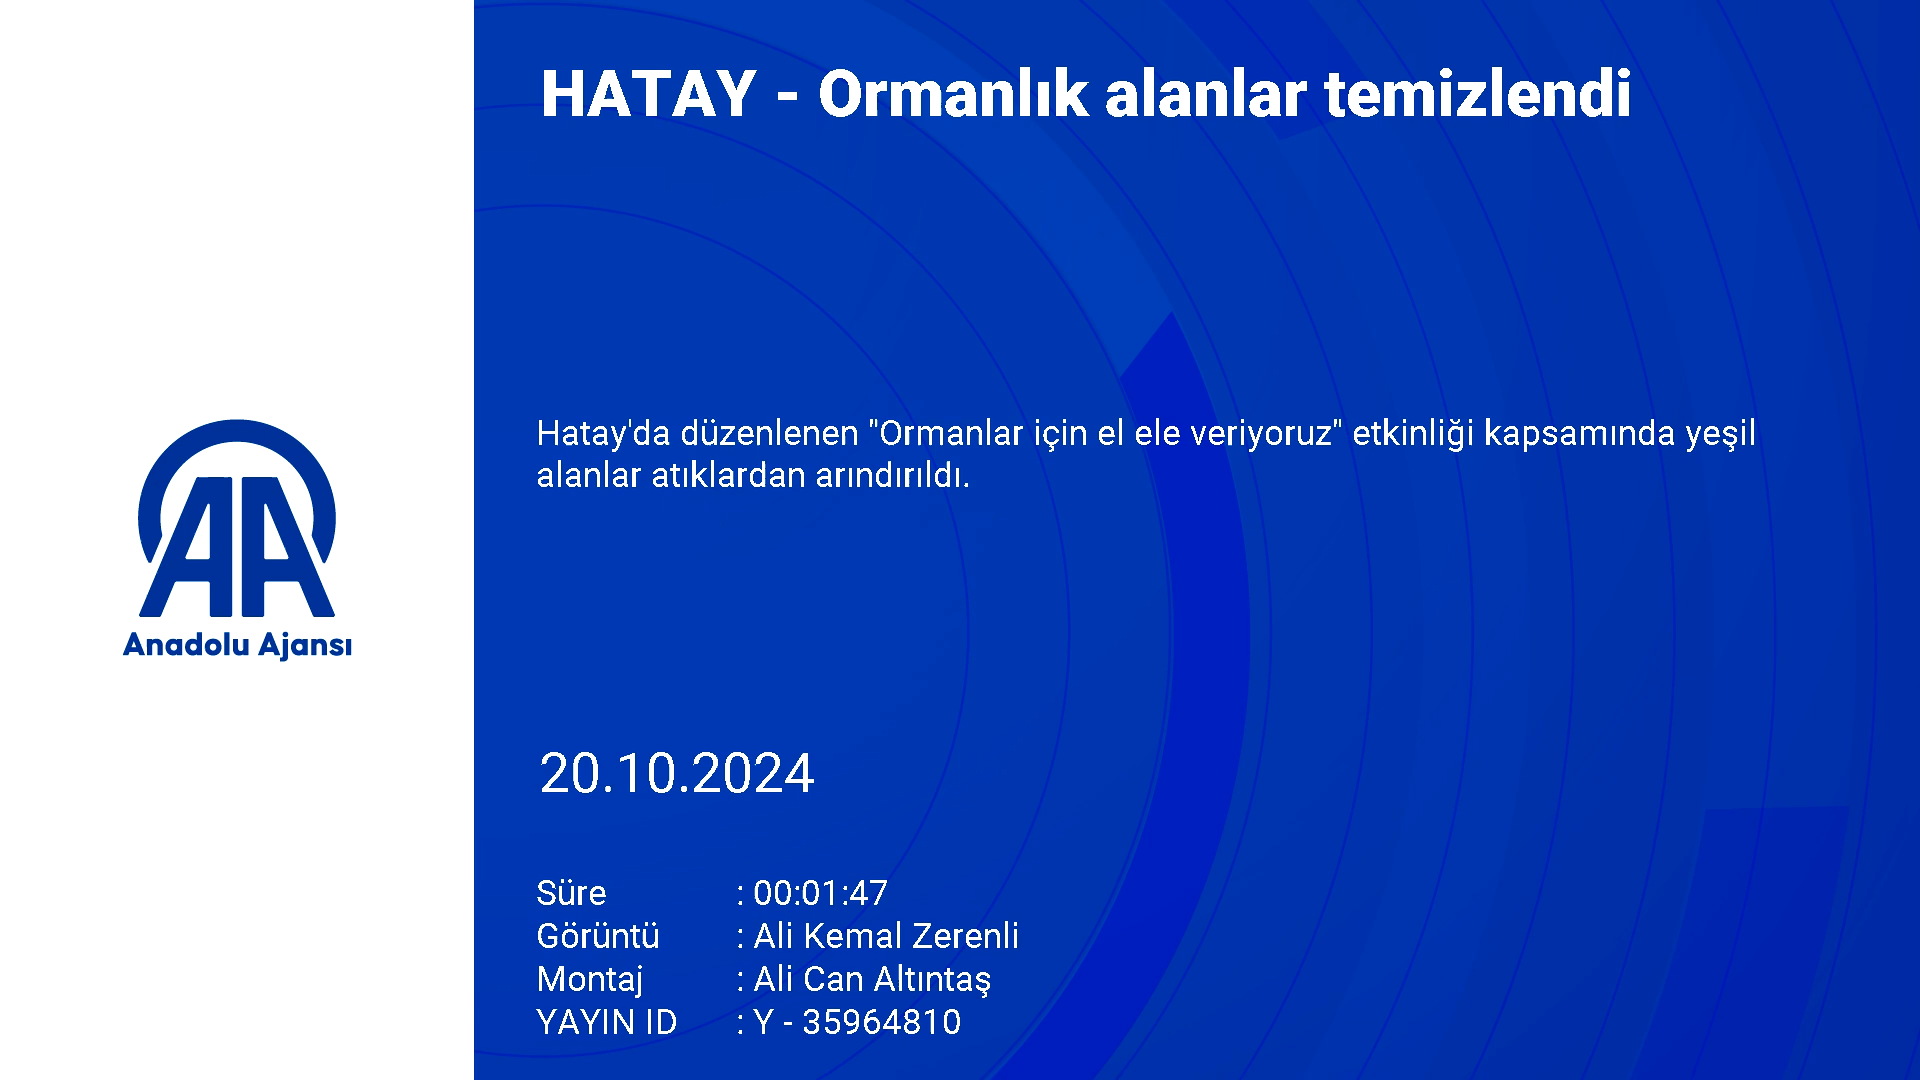 HATAY - Ormanlık alanlar temizlendi
Hatay'da düzenlenen "Ormanlar için el ele veriyoruz" etkinliği kapsamında yeşil
alanlar atıklardan arındırıldı.
AA
Anadolu Ajansı
20.10.2024
Süre : 00:01:47
Görüntü : Ali Kemal Zerenli
Montaj : Ali Can Altıntaş
YAYIN ID : Y - 35964810